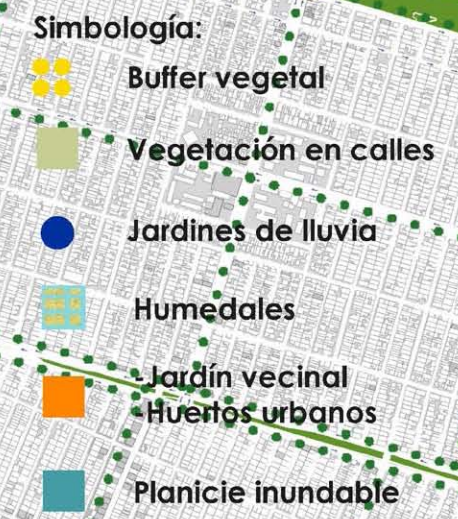 Simbología:
Buffer vegetal
Vegetación en calles
Jardines de lluvia
Humedales
-Jardín vecinal
-Huertos urbanos
Planicie inundable